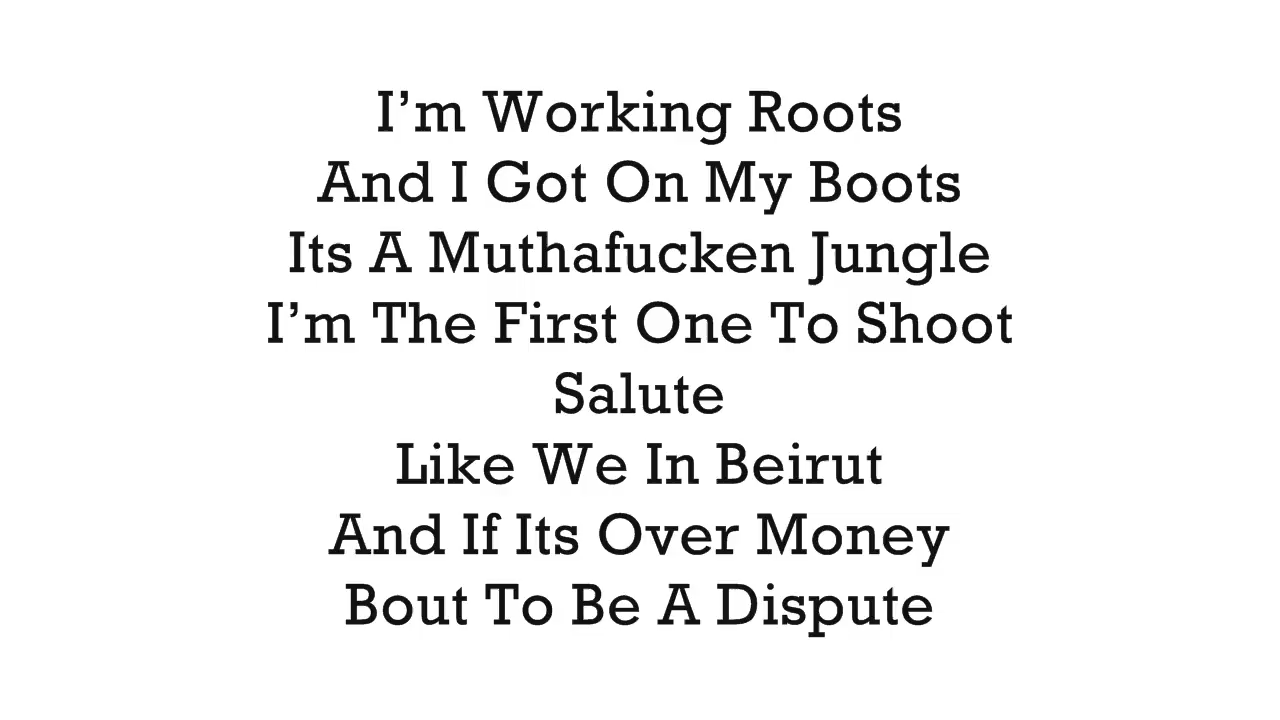 I’m Working Roots
And I Got On My Boots
Its A Muthafucken Jungle
I’m The First One To Shoot
Salute
Like We In Beirut
And If Its Over Money
Bout To Be A Dispute